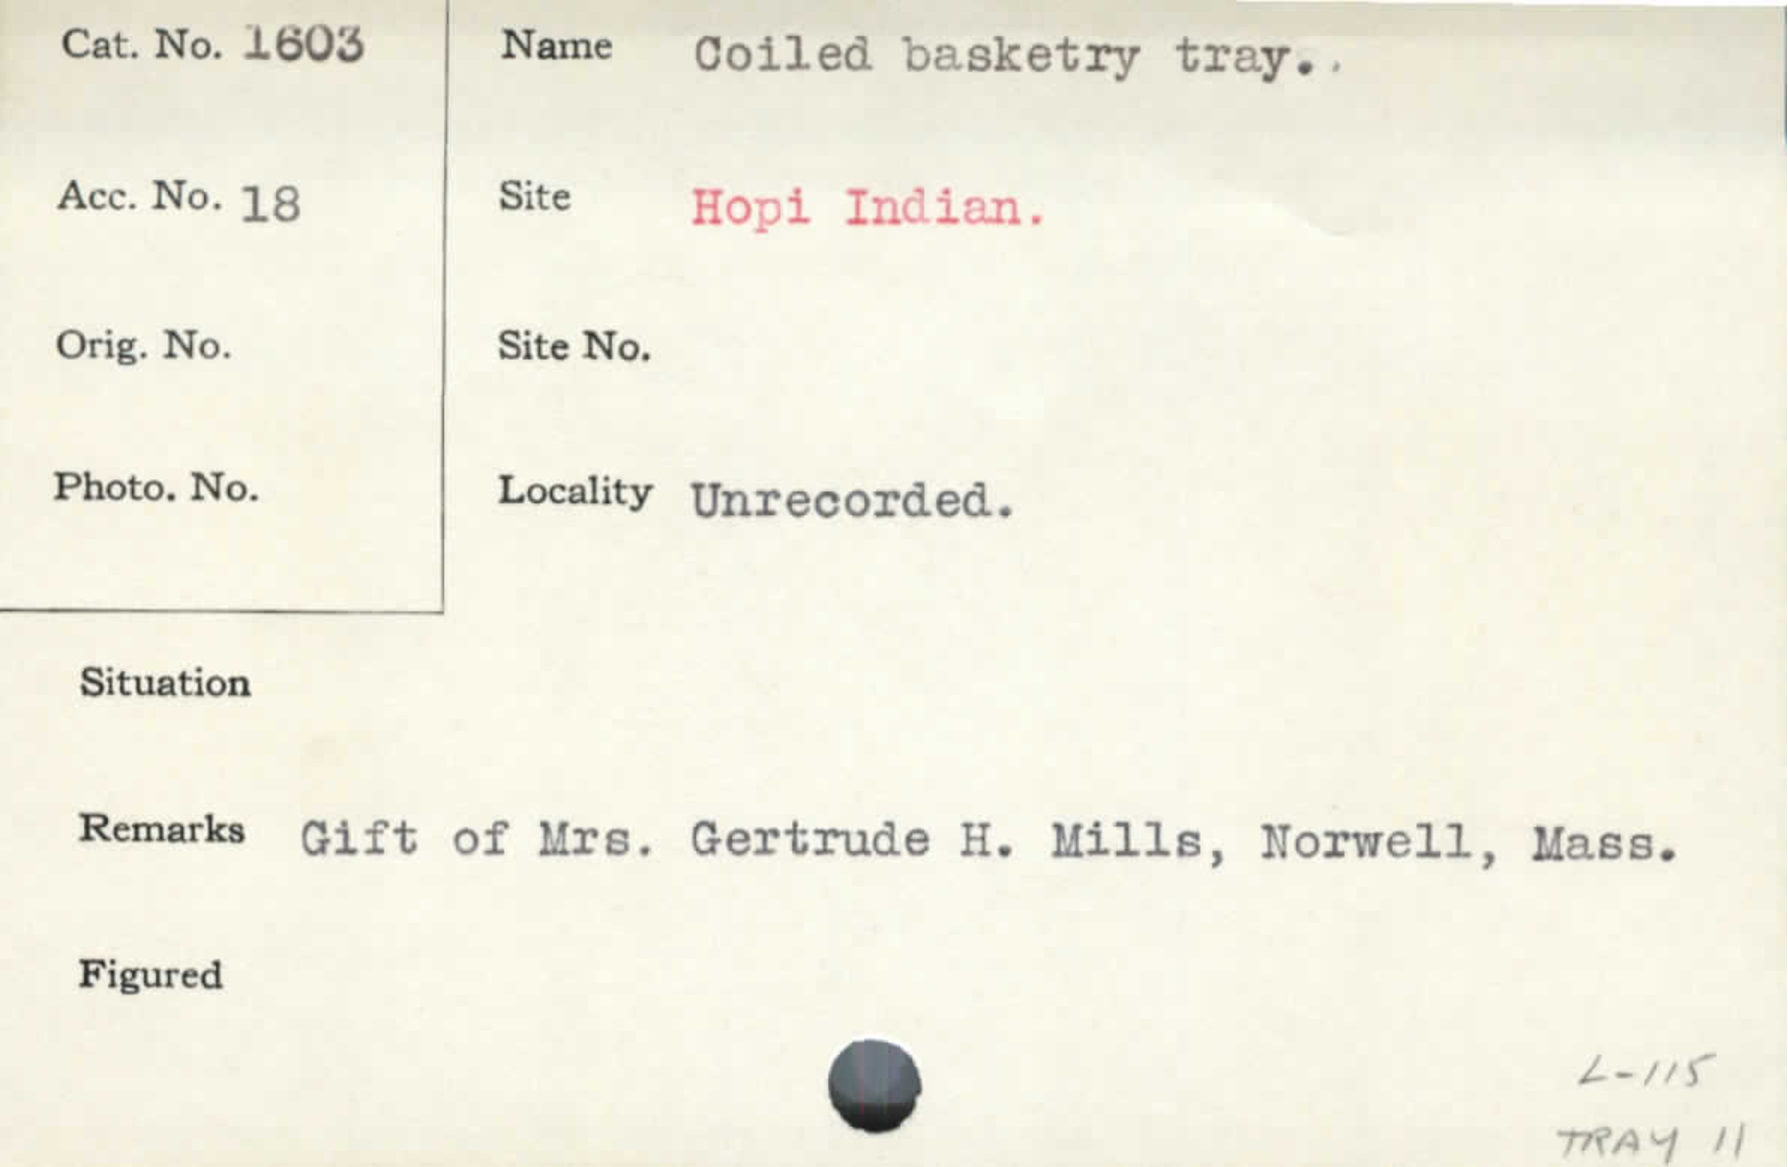 Cat. No. 1603
Name Coiled basketry tray..
Acc. No. 18
Site Hopi Indian.
Orig. No.
Site No.
Photo. No.
Locality Unrecorded.
Situation
Remarks Gift of Mrs. Gertrude H. Mills, Norwell, Mass.
Figured
L-115
TRAY 11